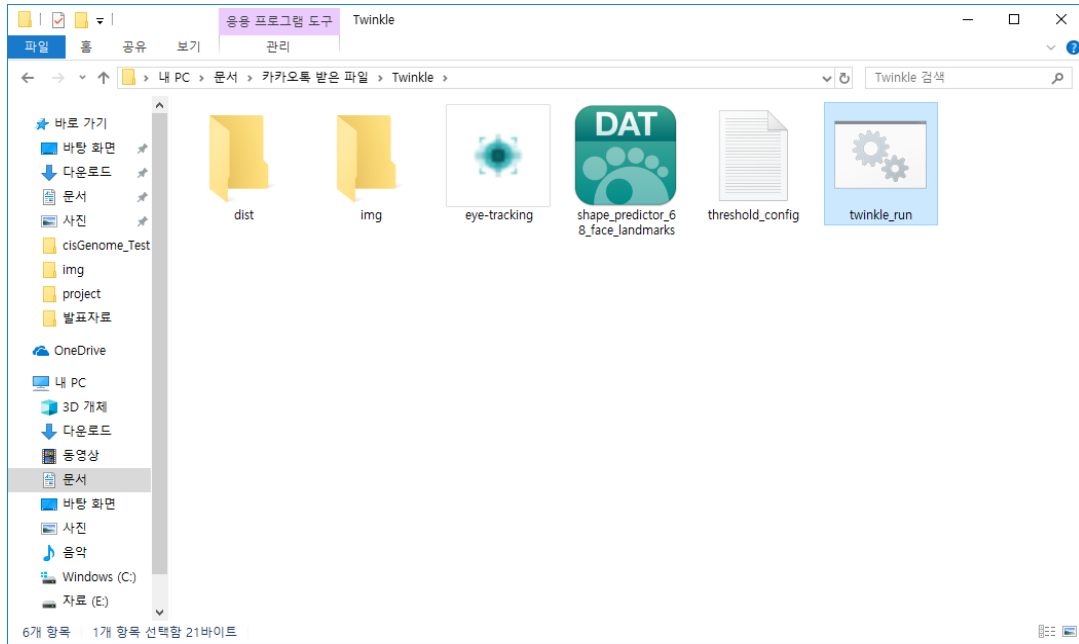 응용 프로그램 도구 Twinkle
파일 홈 공유 보기 관리
내 PC › 문서 › 카카오톡 받은 파일 › Twinkle ›
Twinkle 검색
바로 가기
바탕 화면
다운로드
문서
사진
cisGenome_Test
img
project
발표자료
OneDrive
내 PC
3D 개체
다운로드
동영상
문서
바탕 화면
사진
음악
Windows (C:)
자료 (E:)
dist
img
eye-tracking
DAT
shape_predictor_6
8_face_landmarks
threshold_config
twinkle_run
6개 항목 1개 항목 선택함 21바이트